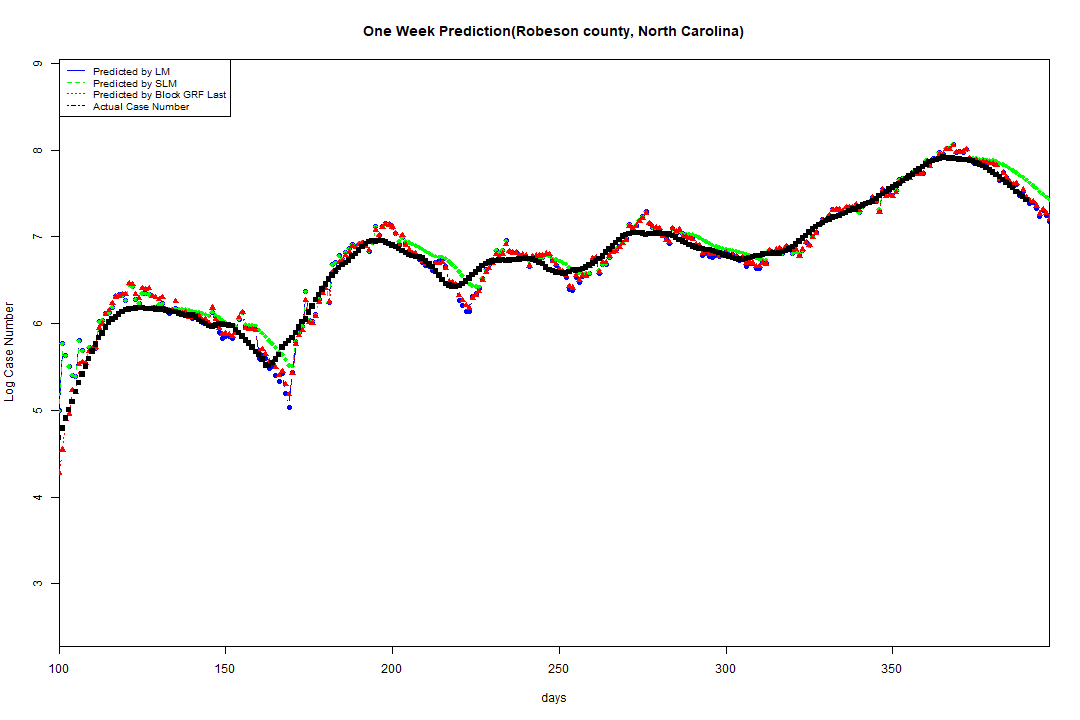 One Week Prediction(Robeson county, North Carolina)
Predicted by LM
Predicted by SLM
Predicted by Block GRF Last
Actual Case Number
9
8
7
6
5
4
3
Log Case Number
100 150 200 250 300 350
days